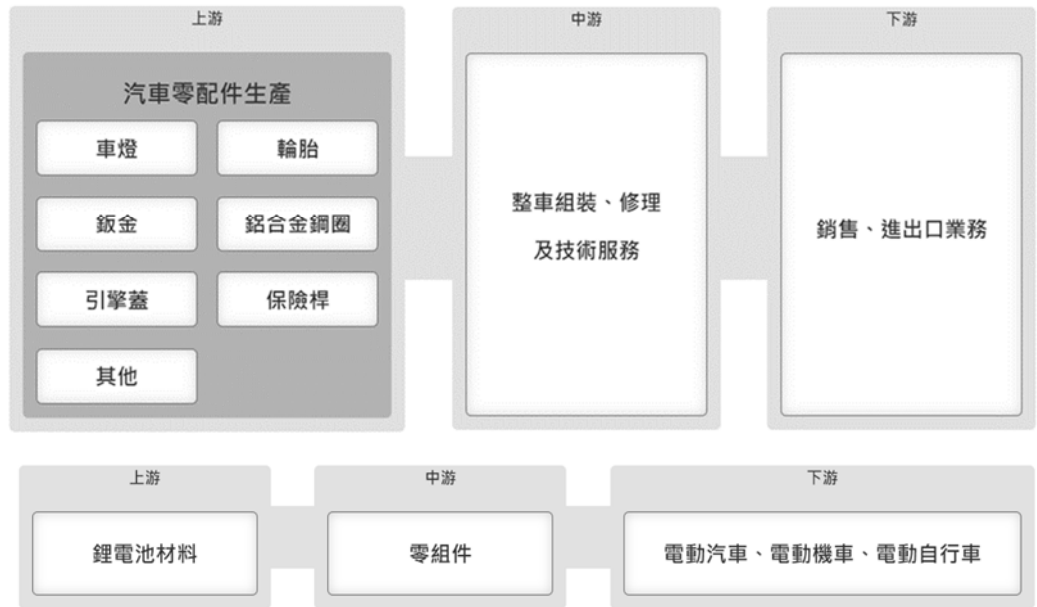 上游
汽車零配件生產
車燈
輪胎
鈑金
鋁合金鋼圈
引擎蓋
保險桿
其他
中游
整車組裝、修理
及技術服務
下游
銷售、進出口業務
上游
鋰電池材料
中游
零組件
下游
電動汽車、電動機車、電動自行車